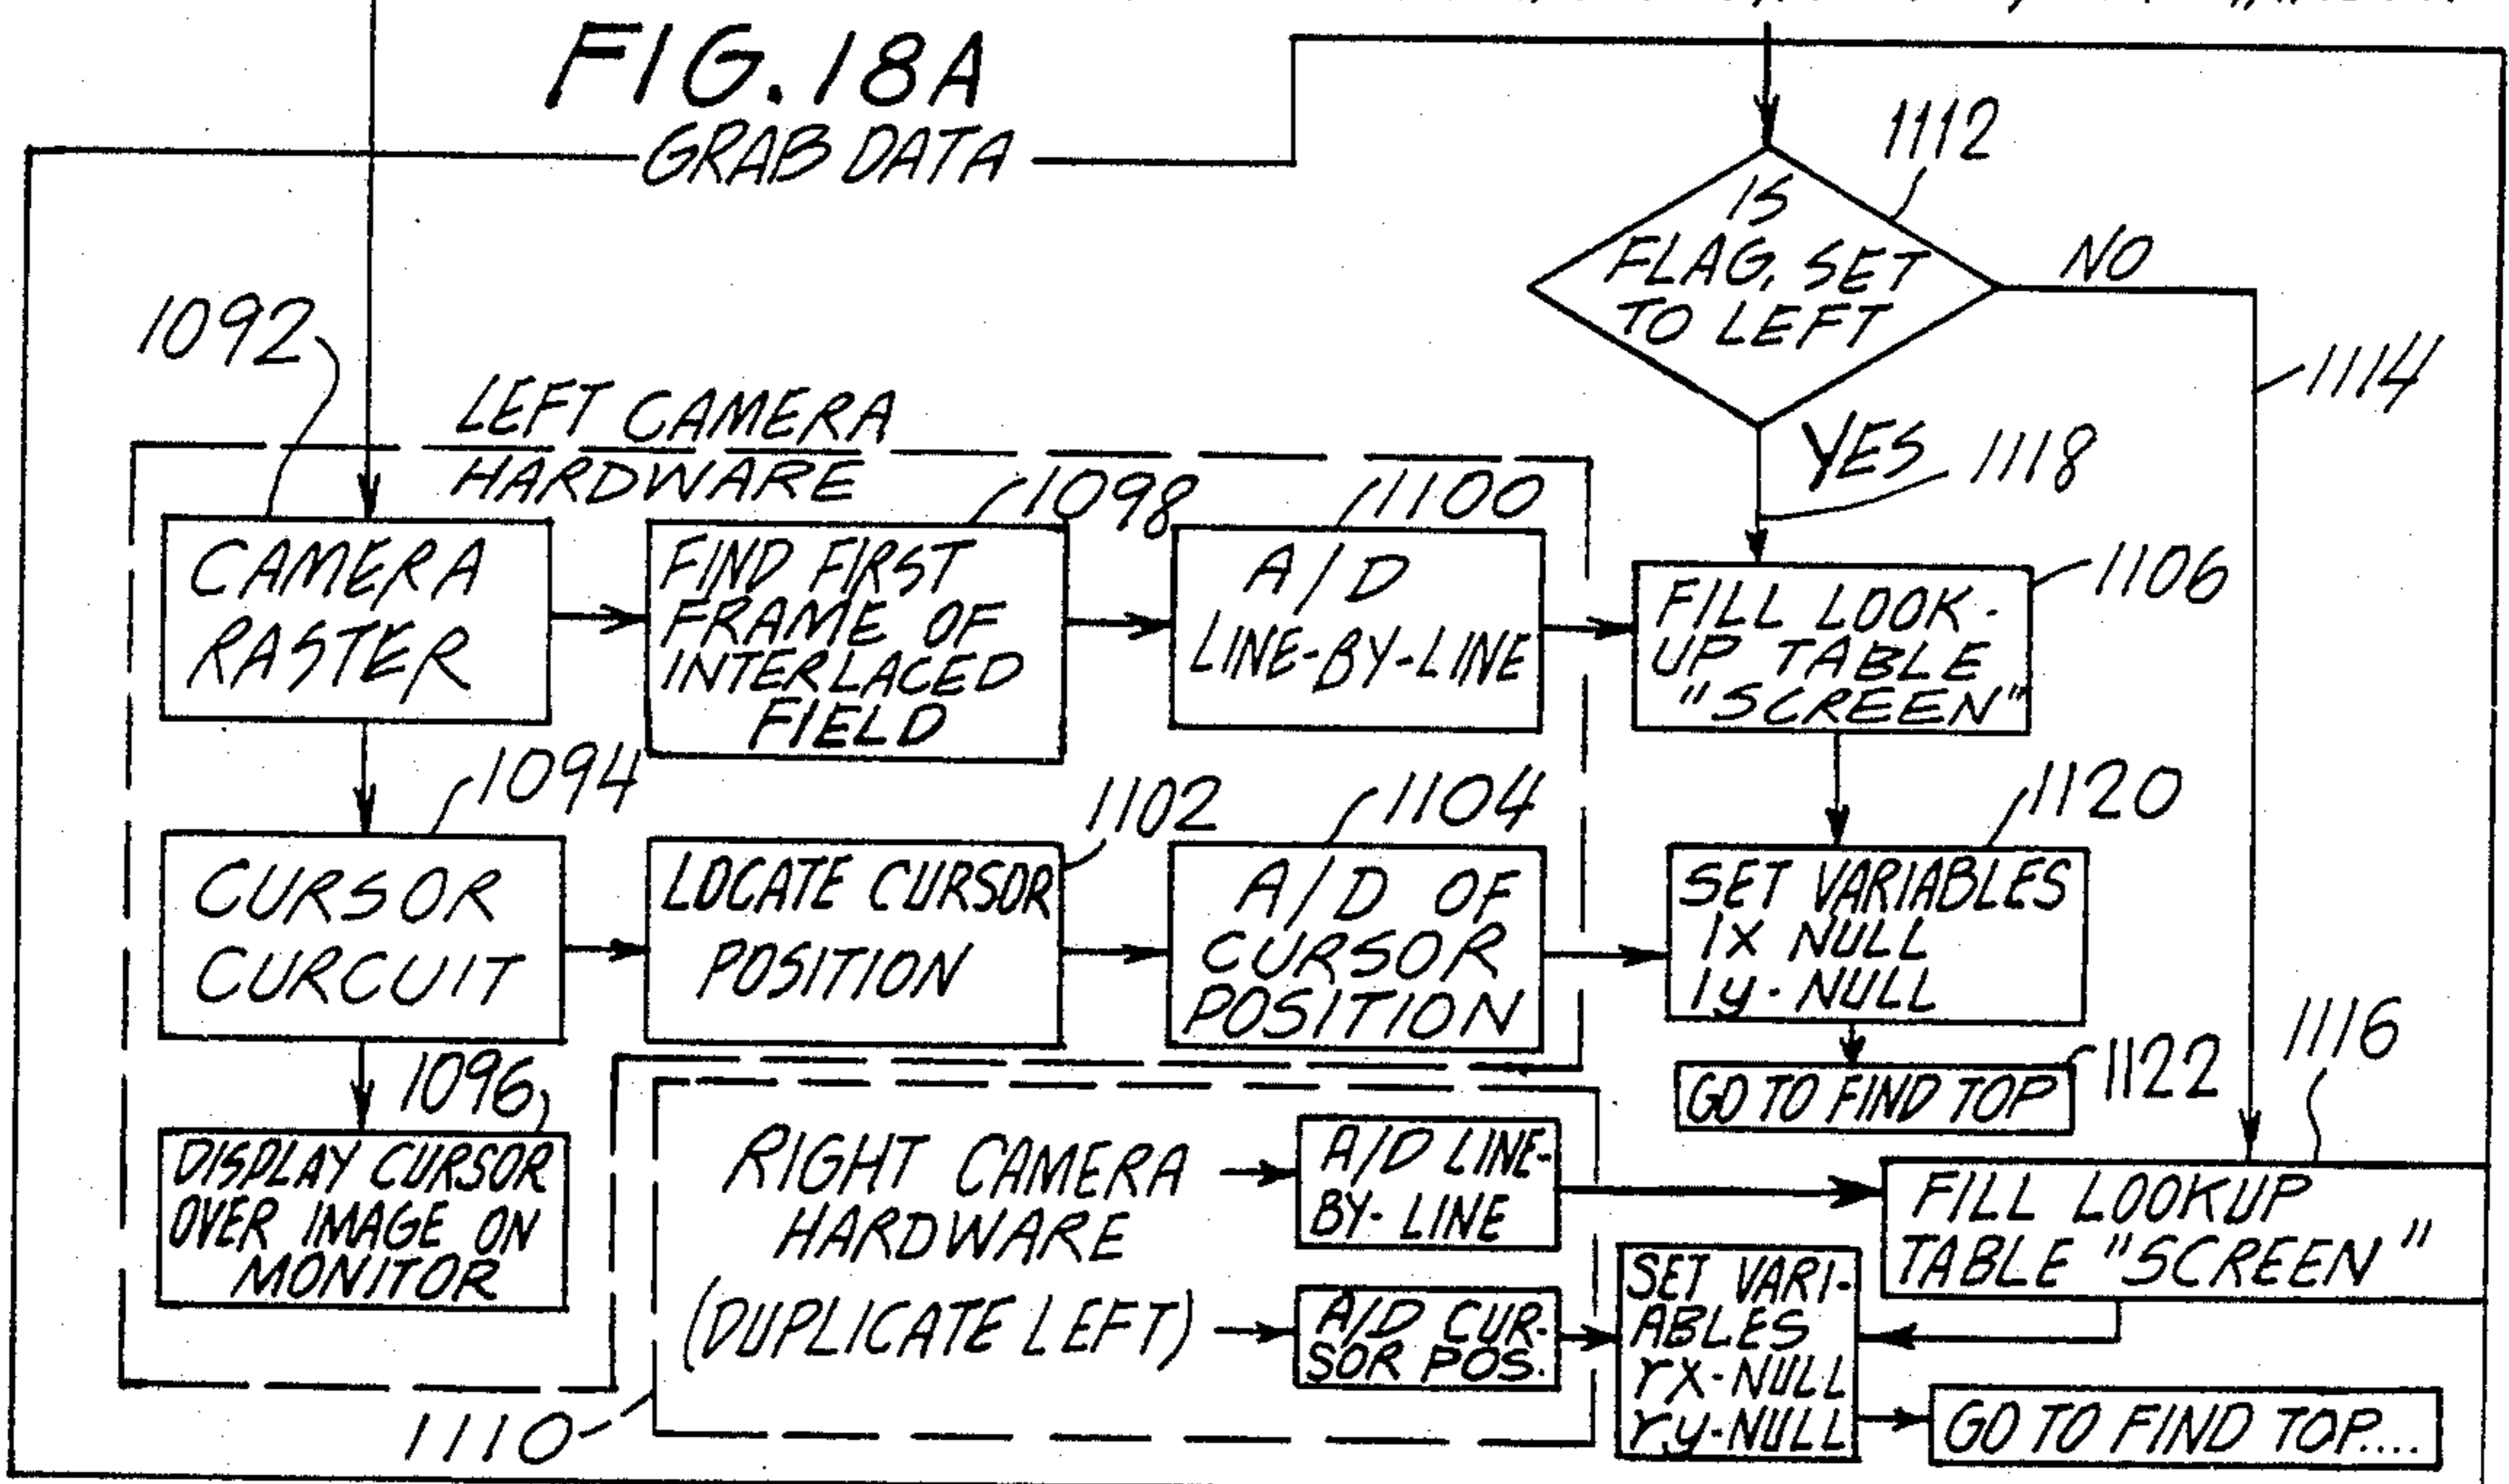 FIG. 18A
GRAB DATA
1112
IS
FLAG, SET
TO LEFT
NO
1114
YES
1118
1092
LEFT CAMERA
HARDWARE
1098
1100
CAMERA
RASTER
FIND FIRST
FRAME OF
INTERLACED
FIELD
A/D
LINE-BY-LINE
1106
FILL LOOK-
UP TABLE
"SCREEN"
1094
1102
1104
1120
CURSOR
CURCUIT
LOCATE CURSOR
POSITION
A/D OF
CURSOR
POSITION
SET VARIABLES
lx NULL
ly-NULL
1096
1122
1116
GO TO FIND TOP
DISPLAY CURSOR
OVER IMAGE ON
MONITOR
RIGHT CAMERA
HARDWARE
(DUPLICATE LEFT)
A/D LINE-
BY-LINE
FILL LOOKUP
TABLE "SCREEN"
A/D CUR-
SOR POS.
SET VARI-
ABLES
rx-NULL
ry-NULL
GO TO FIND TOP....
1110